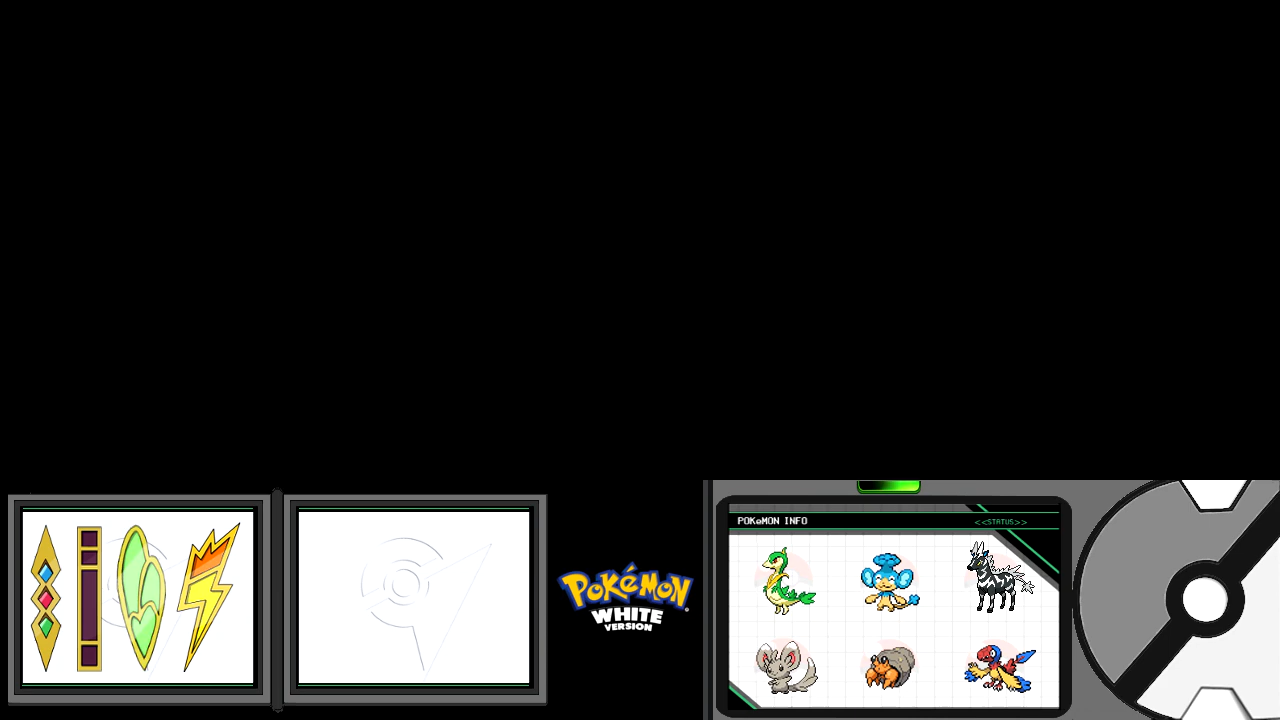 POKéMON INFO
<<STATUS>>
POKéMON
WHITE
VERSION